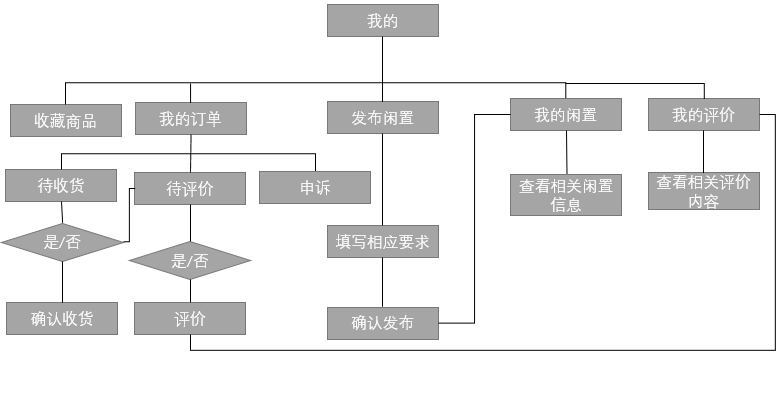 我的
收藏商品
我的订单
发布闲置
我的闲置
我的评价
待收货
待评价
申诉
查看相关闲置
信息
查看相关评价
内容
是/否
是/否
填写相应要求
确认收货
评价
确认发布